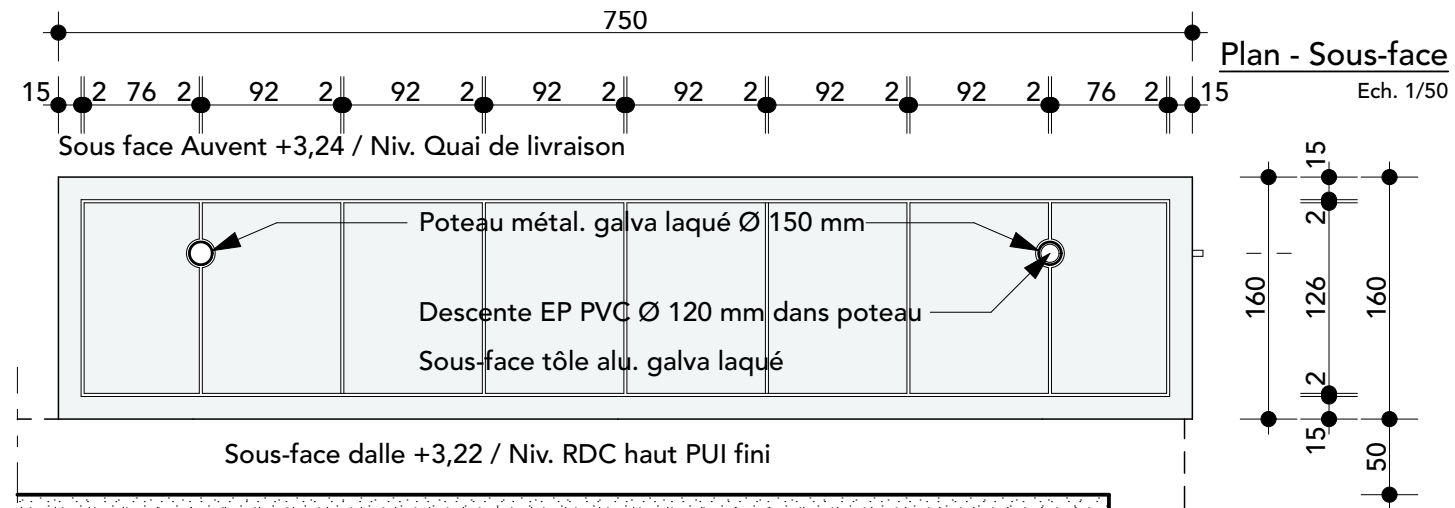 750
Plan - Sous-face
Ech. 1/50
15 2 76 2 92 2 92 2 92 2 92 2 92 2 92 2 76 2 15
Sous face Auvent +3,24 / Niv. Quai de livraison
Poteau métal. galva laqué Ø 150 mm
Descente EP PVC Ø 120 mm dans poteau
Sous-face tôle alu. galva laqué
160
15
2
126
2
15
160
50
Sous-face dalle +3,22 / Niv. RDC haut PUI fini